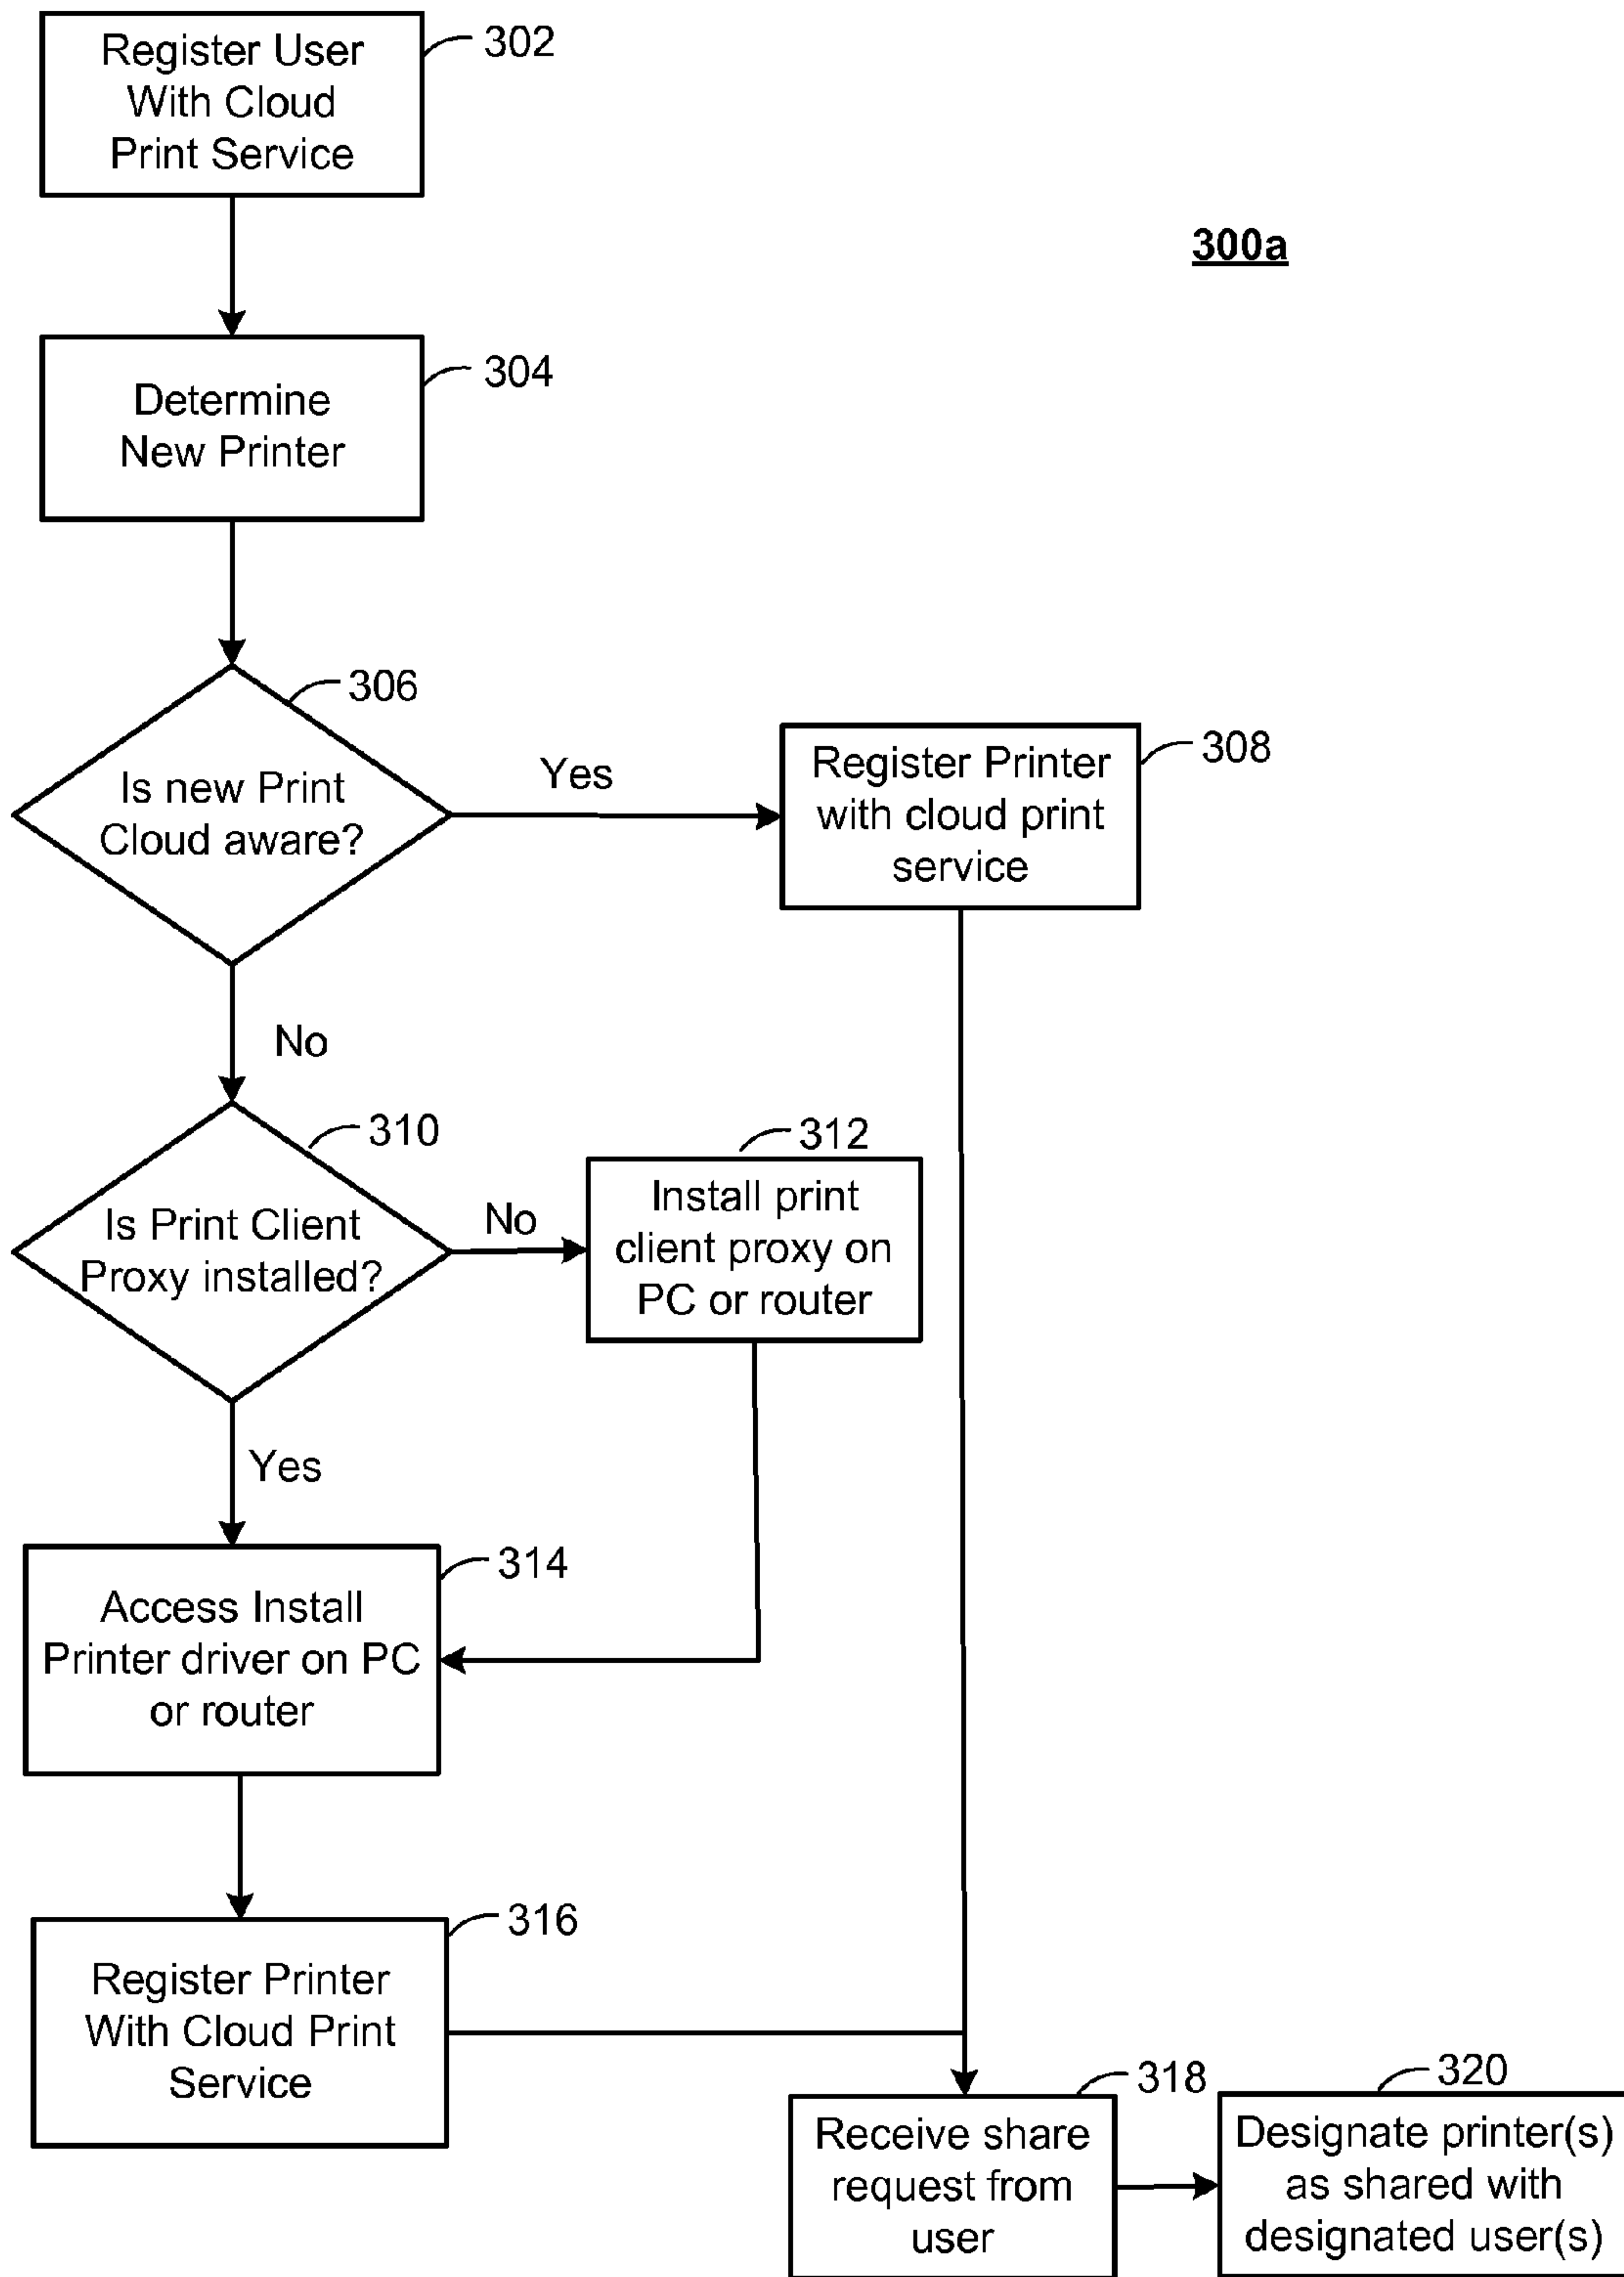 Register User
With Cloud
Print Service
302
300a
Determine
New Printer
304
306
Is new Print
Cloud aware?
Yes
Register Printer
with cloud print
service
308
No
310
Is Print Client
Proxy installed?
No
312
Install print
client proxy on
PC or router
Yes
314
Access Install
Printer driver on PC
or router
316
Register Printer
With Cloud Print
Service
318
Receive share
request from
user
320
Designate printer(s)
as shared with
designated user(s)